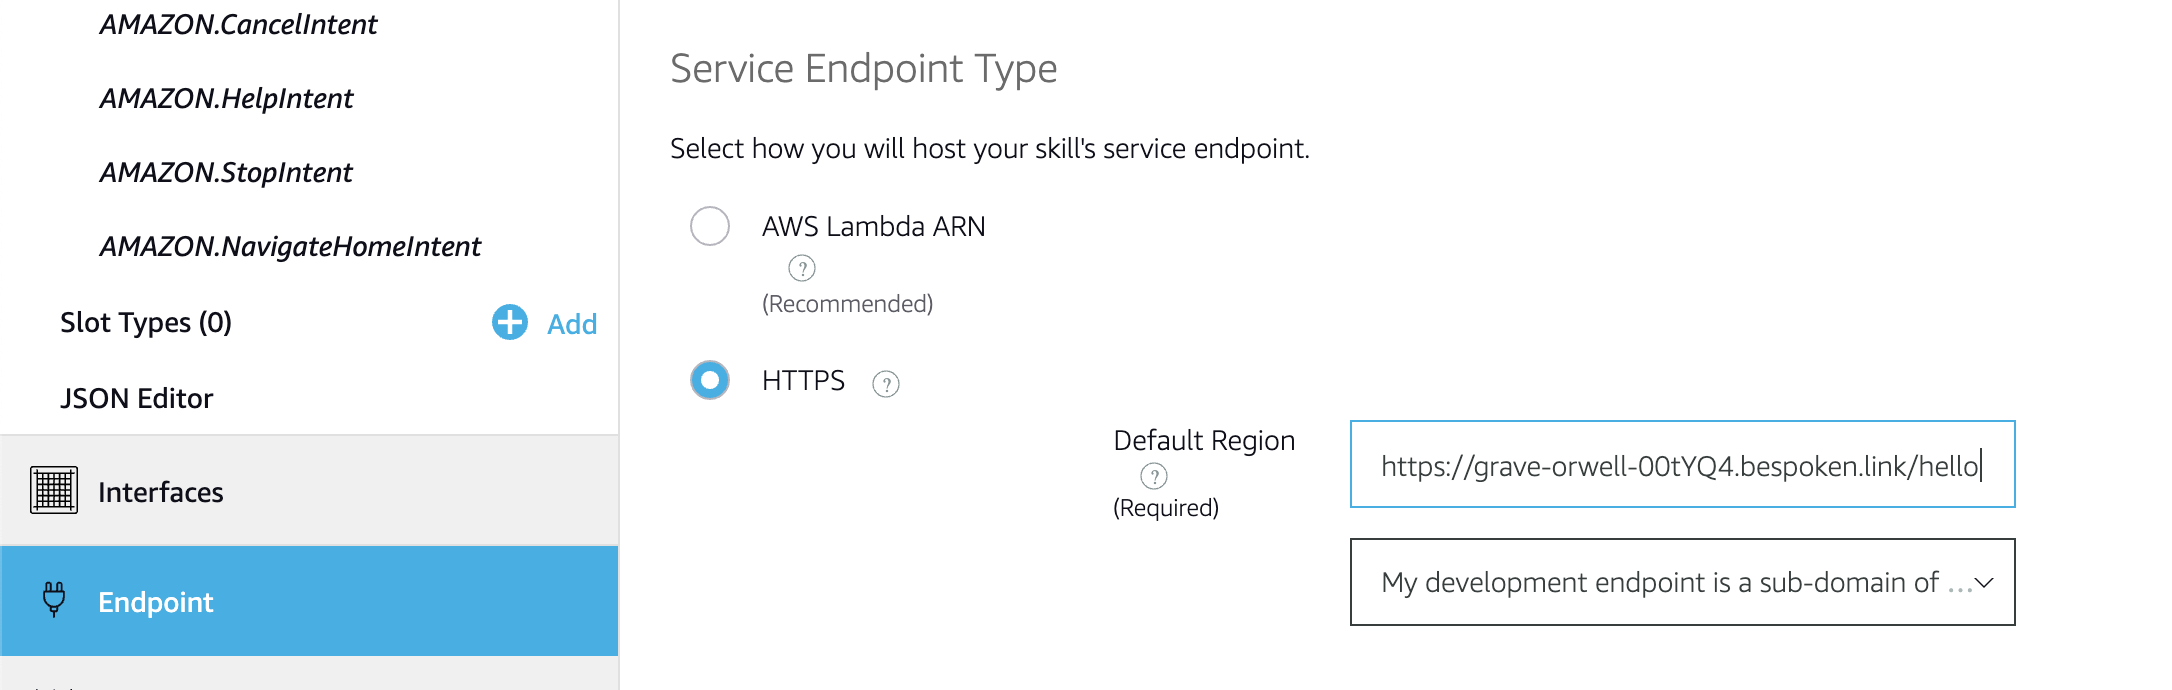 AMAZON.CancelIntent
AMAZON.HelpIntent
AMAZON.StopIntent
AMAZON.NavigateHomeIntent
Slot Types (0)
Add
JSON Editor
Interfaces
Endpoint
Service Endpoint Type
Select how you will host your skill's service endpoint.
AWS Lambda ARN
?
(Recommended)
HTTPS ?
Default Region
?
(Required)
https://grave-orwell-00tYQ4.bespoken.link/hello
My development endpoint is a sub-domain of ...